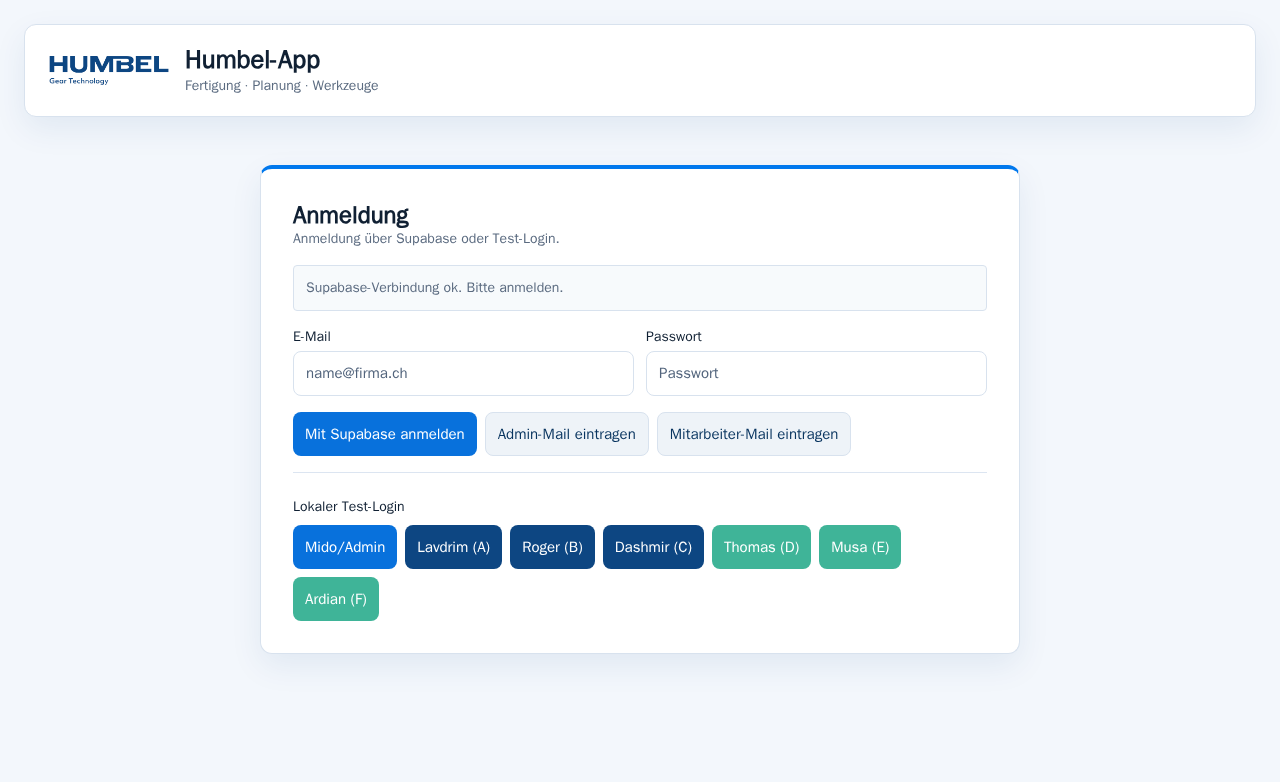 HUMBEL
Gear Technology
Humbel-App
Fertigung · Planung · Werkzeuge
Anmeldung
Anmeldung über Supabase oder Test-Login.
Supabase-Verbindung ok. Bitte anmelden.
E-Mail Passwort
name@firma.ch Passwort
Mit Supabase anmelden Admin-Mail eintragen Mitarbeiter-Mail eintragen
Lokaler Test-Login
Mido/Admin Lavdrim (A) Roger (B) Dashmir (C) Thomas (D) Musa (E)
Ardian (F)